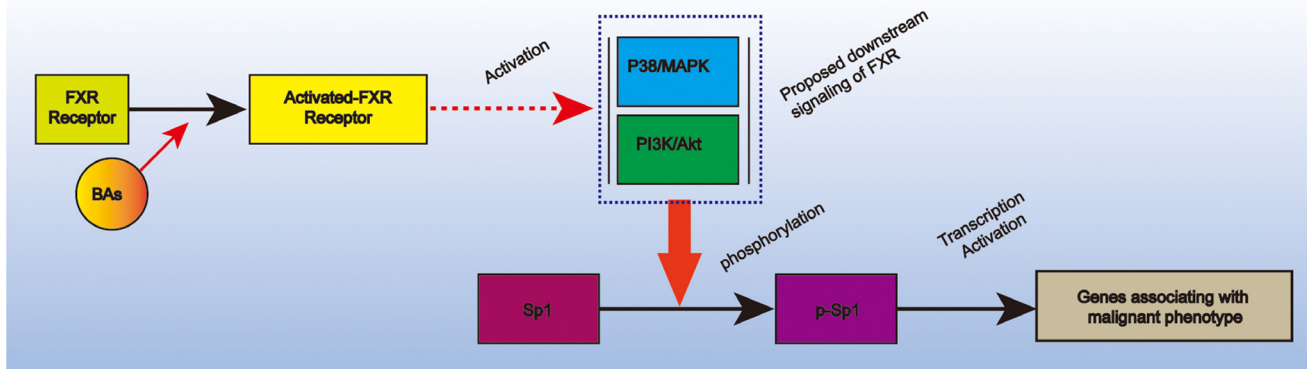 FXR
Receptor
BAs
Activated-FXR
Receptor
Activation
P38/MAPK
PI3K/Akt
Proposed downstream
signaling of FXR
Sp1
phosphorylation
p-Sp1
Transcription
Activation
Genes associating with
malignant phenotype